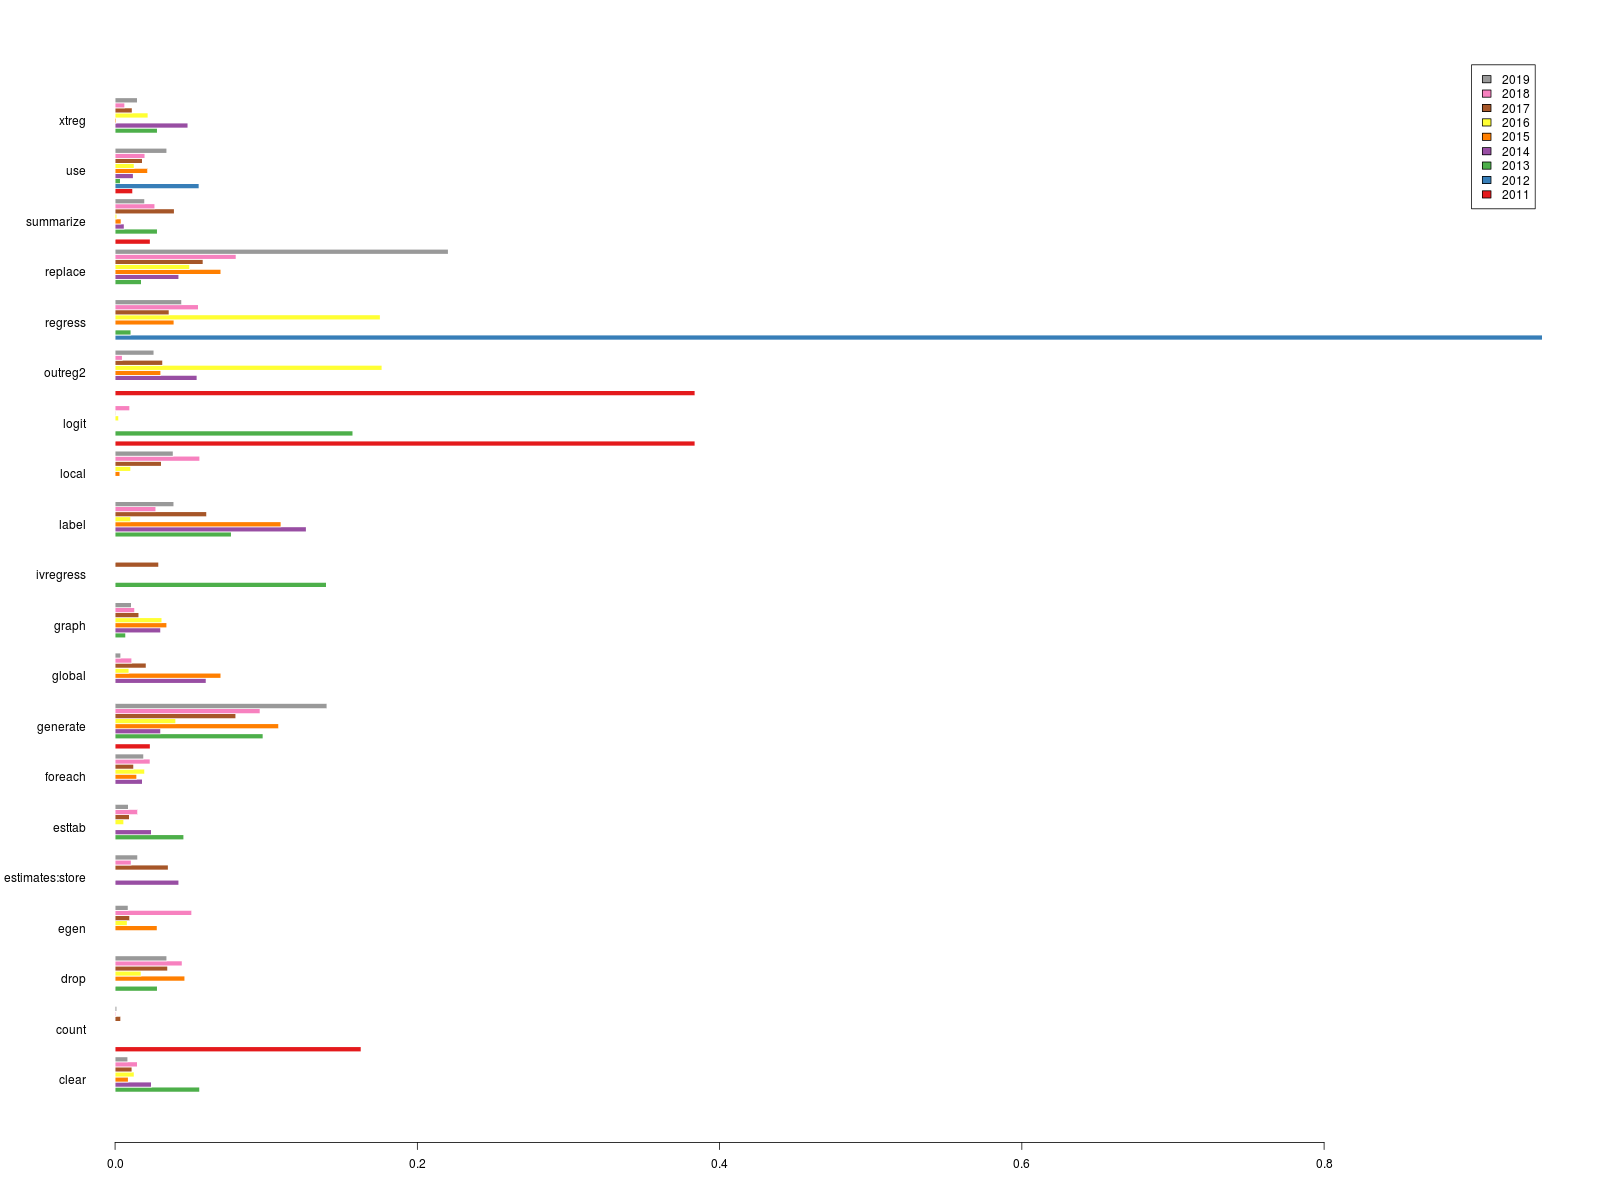 2019
2018
2017
2016
2015
2014
2013
2012
2011
xtreg
use
summarize
replace
regress
outreg2
logit
local
label
ivregress
graph
global
generate
foreach
esttab
estimates:store
egen
drop
count
clear
0.0 0.2 0.4 0.6 0.8